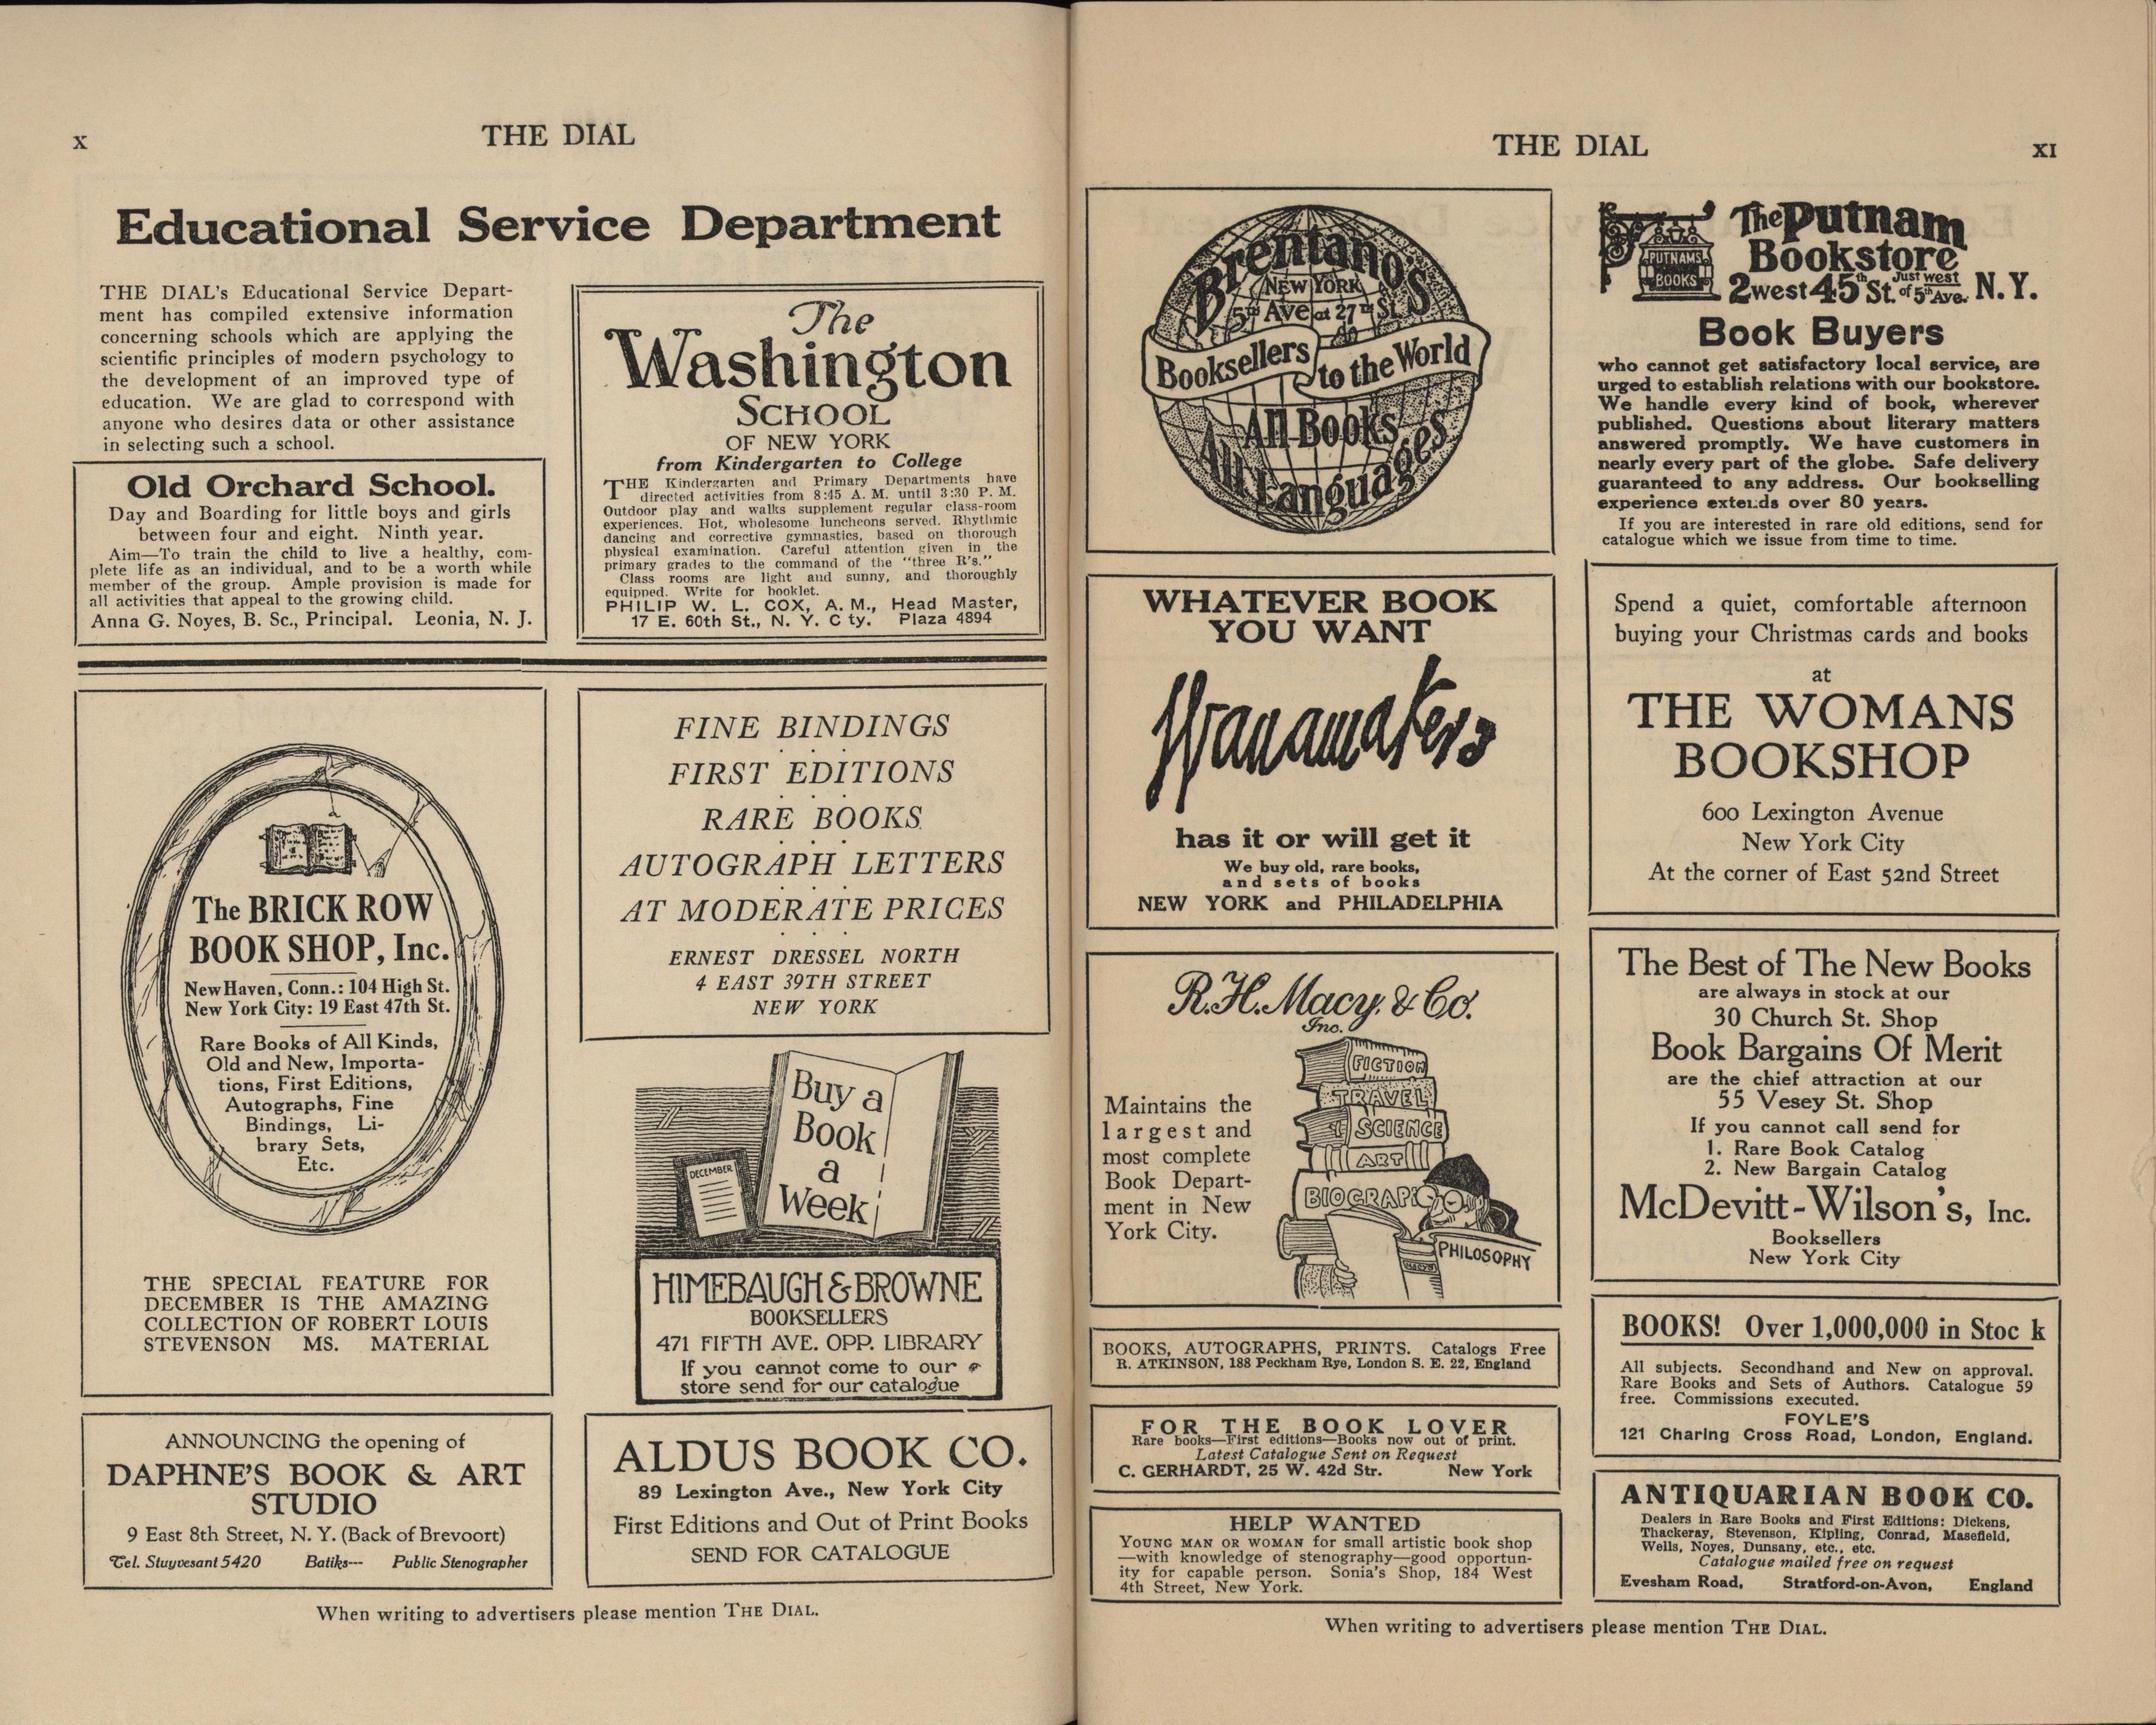 X
THE DIAL
Educational Service Department
THE DIAL's Educational Service Depart-
ment has compiled extensive information
concerning schools which are applying the
scientific principles of modern psychology to
the development of an improved type of
education. We are glad to correspond with
anyone who desires data or other assistance
in selecting such a school.
Old Orchard School.
Day and Boarding for little boys and girls
between four and eight. Ninth year.
Aim—To train the child to live a healthy, com-
plete life as an individual, and to be a worth while
member of the group. Ample provision is made for
all activities that appeal to the growing child.
Anna G. Noyes, B. Sc., Principal. Leonia, N. J.
The
Washington
SCHOOL
OF NEW YORK
from Kindergarten to College
THE Kindergarten and Primary Departments have
directed activities from 8:45 A. M. until 3:30 P. M.
Outdoor play and walks supplement regular class-room
experiences. Hot, wholesome luncheons served. Rhythmic
dancing and corrective gymnastics, based on thorough
physical examination. Careful attention given in the
primary grades to the command of the "three R's."
Class rooms are light and sunny, and thoroughly
equipped. Write for booklet.
PHILIP W. L. COX, A. M., Head Master,
17 E. 60th St., N. Y. C ty. Plaza 4894
The BRICK ROW
BOOK SHOP, Inc.
New Haven, Conn.: 104 High St.
New York City: 19 East 47th St.
Rare Books of All Kinds,
Old and New, Importa-
tions, First Editions,
Autographs, Fine
Bindings, Li-
brary Sets,
Etc.
THE SPECIAL FEATURE FOR
DECEMBER IS THE AMAZING
COLLECTION OF ROBERT LOUIS
STEVENSON MS. MATERIAL
FINE BINDINGS
FIRST EDITIONS
RARE BOOKS
AUTOGRAPH LETTERS
AT MODERATE PRICES
ERNEST DRESSEL NORTH
4 EAST 39TH STREET
NEW YORK
Buy a
Book
a
Week
DECEMBER
HIMEBAUGH & BROWNE
BOOKSELLERS
471 FIFTH AVE. OPP. LIBRARY
If you cannot come to our
store send for our catalogue
ANNOUNCING the opening of
DAPHNE'S BOOK & ART
STUDIO
9 East 8th Street, N. Y. (Back of Brevoort)
Tel. Stuyvesant 5420 Batiks--- Public Stenographer
ALDUS BOOK CO.
89 Lexington Ave., New York City
First Editions and Out of Print Books
SEND FOR CATALOGUE
When writing to advertisers please mention THE DIAL.
THE DIAL
XI
Brentano's
NEW YORK
5th Ave at 27th St.
Booksellers to the World
All Books
All Languages
WHATEVER BOOK
YOU WANT
Wanamakers
has it or will get it
We buy old, rare books,
and sets of books
NEW YORK and PHILADELPHIA
R. H. Macy & Co.
Inc.
Maintains the
largest and
most complete
Book Depart-
ment in New
York City.
FICTION
TRAVEL
SCIENCE
ART
BIOGRAP
PHILOSOPHY
BOOKS, AUTOGRAPHS, PRINTS. Catalogs Free
R. ATKINSON, 188 Peckham Rye, London S. E. 22, England
FOR THE BOOK LOVER
Rare books—First editions—Books now out of print.
Latest Catalogue Sent on Request
C. GERHARDT, 25 W. 42d Str. New York
HELP WANTED
YOUNG MAN OR WOMAN for small artistic book shop
—with knowledge of stenography—good opportun-
ity for capable person. Sonia's Shop, 184 West
4th Street, New York.
PUTNAMS
BOOKS
The Putnam
Bookstore
2 west 45th St. Just west of 5th Ave. N. Y.
Book Buyers
who cannot get satisfactory local service, are
urged to establish relations with our bookstore.
We handle every kind of book, wherever
published. Questions about literary matters
answered promptly. We have customers in
nearly every part of the globe. Safe delivery
guaranteed to any address. Our bookselling
experience extends over 80 years.
If you are interested in rare old editions, send for
catalogue which we issue from time to time.
Spend a quiet, comfortable afternoon
buying your Christmas cards and books
at
THE WOMANS
BOOKSHOP
600 Lexington Avenue
New York City
At the corner of East 52nd Street
The Best of The New Books
are always in stock at our
30 Church St. Shop
Book Bargains Of Merit
are the chief attraction at our
55 Vesey St. Shop
If you cannot call send for
1. Rare Book Catalog
2. New Bargain Catalog
McDevitt-Wilson's, Inc.
Booksellers
New York City
BOOKS! Over 1,000,000 in Stoc k
All subjects. Secondhand and New on approval.
Rare Books and Sets of Authors. Catalogue 59
free. Commissions executed.
FOYLE'S
121 Charing Cross Road, London, England.
ANTIQUARIAN BOOK CO.
Dealers in Rare Books and First Editions: Dickens,
Thackeray, Stevenson, Kipling, Conrad, Masefield,
Wells, Noyes, Dunsany, etc., etc.
Catalogue mailed free on request
Evesham Road, Stratford-on-Avon, England
When writing to advertisers please mention THE DIAL.